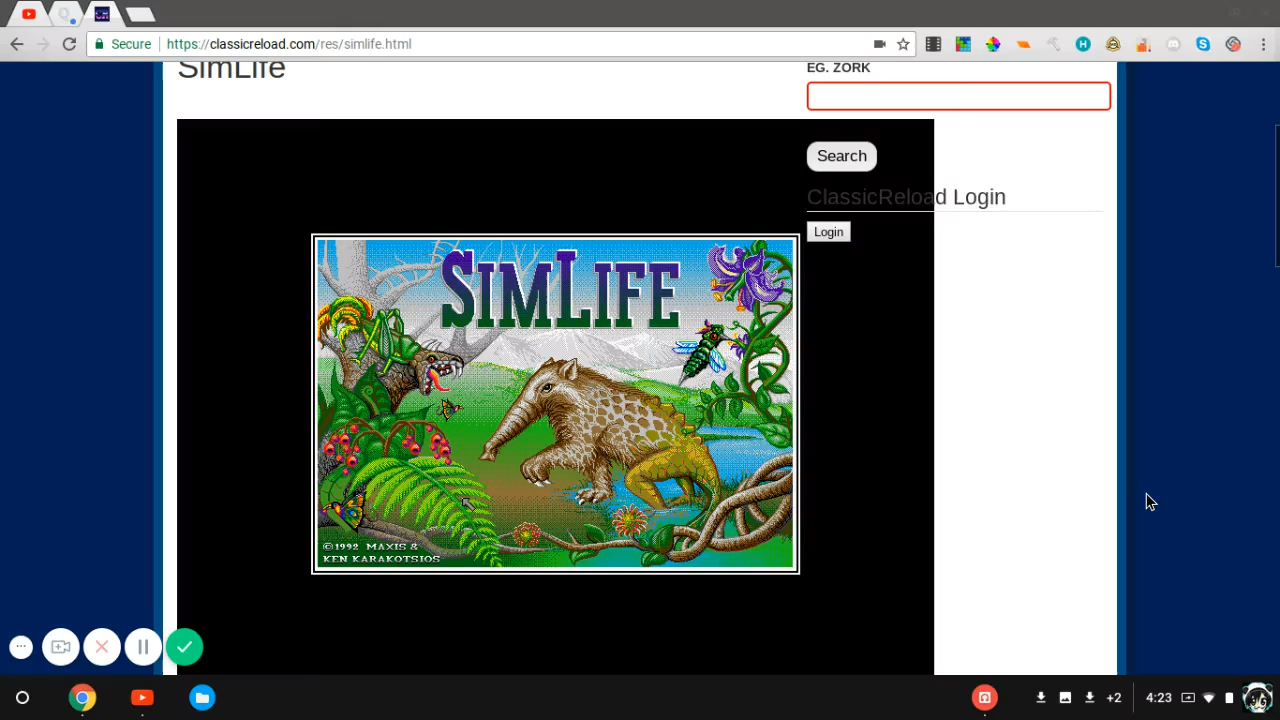 Secure
https://classicreload.com/res/simlife.html
SimLife
EG. ZORK
Search
ClassicReload Login
Login
SIMLIFE
©1992 MAXIS &
KEN KARAKOTSIOS
+2
4:23